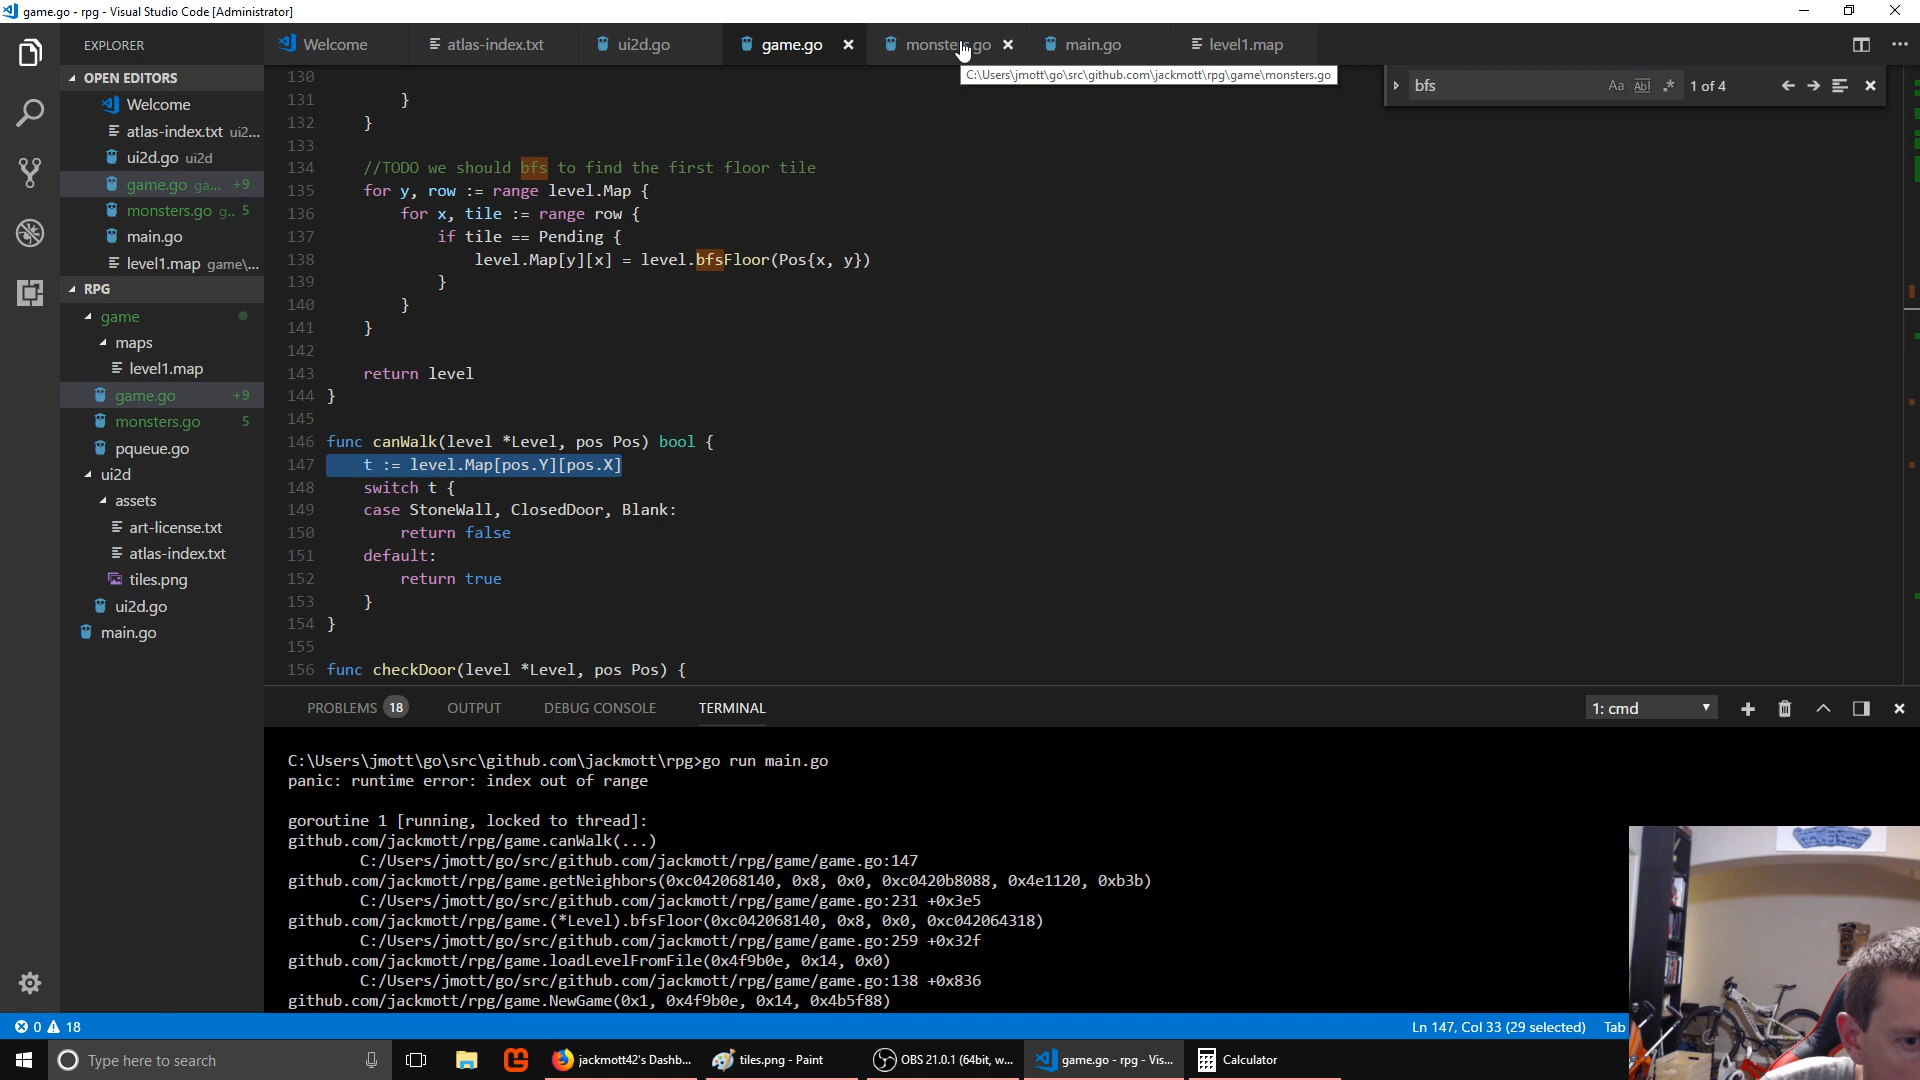 game.go - rpg - Visual Studio Code [Administrator]
EXPLORER
Welcome
atlas-index.txt
ui2d.go
game.go
monsters.go
main.go
level1.map
C:\Users\jmott\go\src\github.com\jackmott\rpg\game\monsters.go
bfs
Aa
Abl
.*
1 of 4
OPEN EDITORS
Welcome
atlas-index.txt ui2...
ui2d.go ui2d
game.go ga... +9
monsters.go g.. 5
main.go
level1.map game\...
RPG
game
maps
level1.map
game.go +9
monsters.go 5
pqueue.go
ui2d
assets
art-license.txt
atlas-index.txt
tiles.png
ui2d.go
main.go
130
131 }
132 }
133
134 //TODO we should bfs to find the first floor tile
135 for y, row := range level.Map {
136 for x, tile := range row {
137 if tile == Pending {
138 level.Map[y][x] = level.bfsFloor(Pos{x, y})
139 }
140 }
141 }
142
143 return level
144 }
145
146 func canWalk(level *Level, pos Pos) bool {
147 t := level.Map[pos.Y][pos.X]
148 switch t {
149 case StoneWall, ClosedDoor, Blank:
150 return false
151 default:
152 return true
153 }
154 }
155
156 func checkDoor(level *Level, pos Pos) {
PROBLEMS 18 OUTPUT DEBUG CONSOLE TERMINAL
1: cmd
C:\Users\jmott\go\src\github.com\jackmott\rpg>go run main.go
panic: runtime error: index out of range
goroutine 1 [running, locked to thread]:
github.com/jackmott/rpg/game.canWalk(...)
C:/Users/jmott/go/src/github.com/jackmott/rpg/game/game.go:147
github.com/jackmott/rpg/game.getNeighbors(0xc042068140, 0x8, 0x0, 0xc0420b8088, 0x4e1120, 0xb3b)
C:/Users/jmott/go/src/github.com/jackmott/rpg/game/game.go:231 +0x3e5
github.com/jackmott/rpg/game.(*Level).bfsFloor(0xc042068140, 0x8, 0x0, 0xc042064318)
C:/Users/jmott/go/src/github.com/jackmott/rpg/game/game.go:259 +0x32f
github.com/jackmott/rpg/game.loadLevelFromFile(0x4f9b0e, 0x14, 0x0)
C:/Users/jmott/go/src/github.com/jackmott/rpg/game/game.go:138 +0x836
github.com/jackmott/rpg/game.NewGame(0x1, 0x4f9b0e, 0x14, 0x4b5f88)
0 18
Ln 147, Col 33 (29 selected)
Tab
Type here to search
jackmott42's Dashb...
tiles.png - Paint
OBS 21.0.1 (64bit, w...
game.go - rpg - Vis...
Calculator